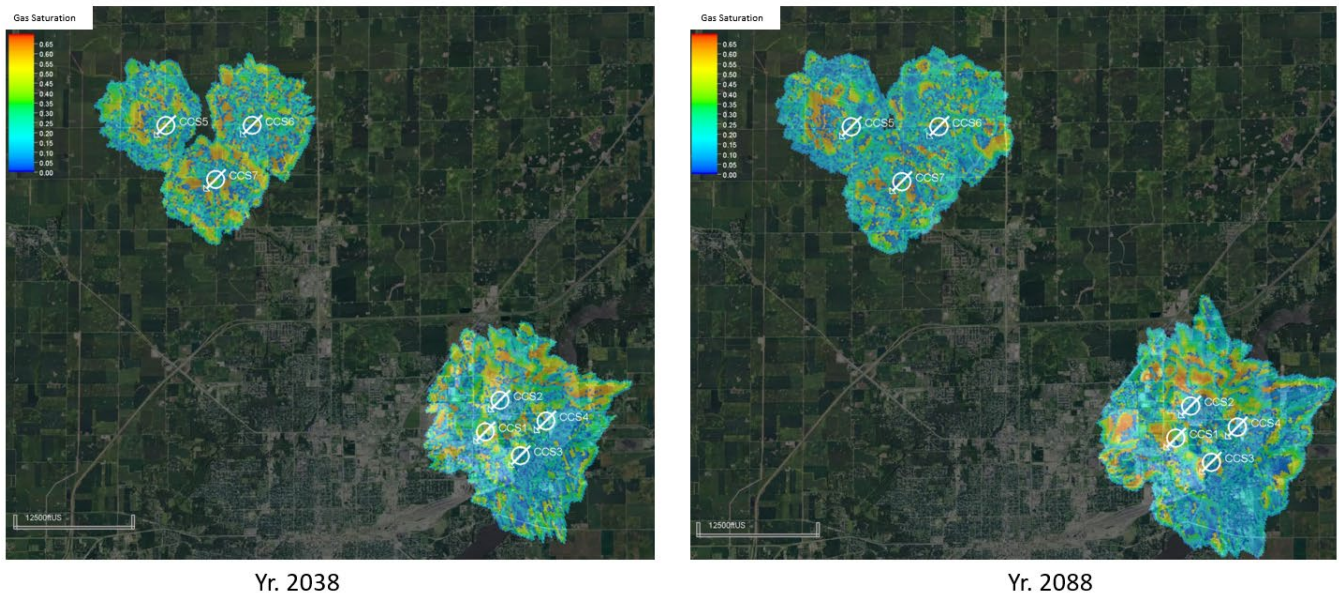 Gas Saturation
0.65
0.60
0.55
0.50
0.45
0.40
0.35
0.30
0.25
0.20
0.15
0.10
0.05
0.00
CCS5
CCS6
CCS7
CCS2
CCS4
CCS1
CCS3
12500ftUS
Yr. 2038
Gas Saturation
0.65
0.60
0.55
0.50
0.45
0.40
0.35
0.30
0.25
0.20
0.15
0.10
0.05
0.00
CCS5
CCS6
CCS7
CCS2
CCS4
CCS1
CCS3
12500ftUS
Yr. 2088